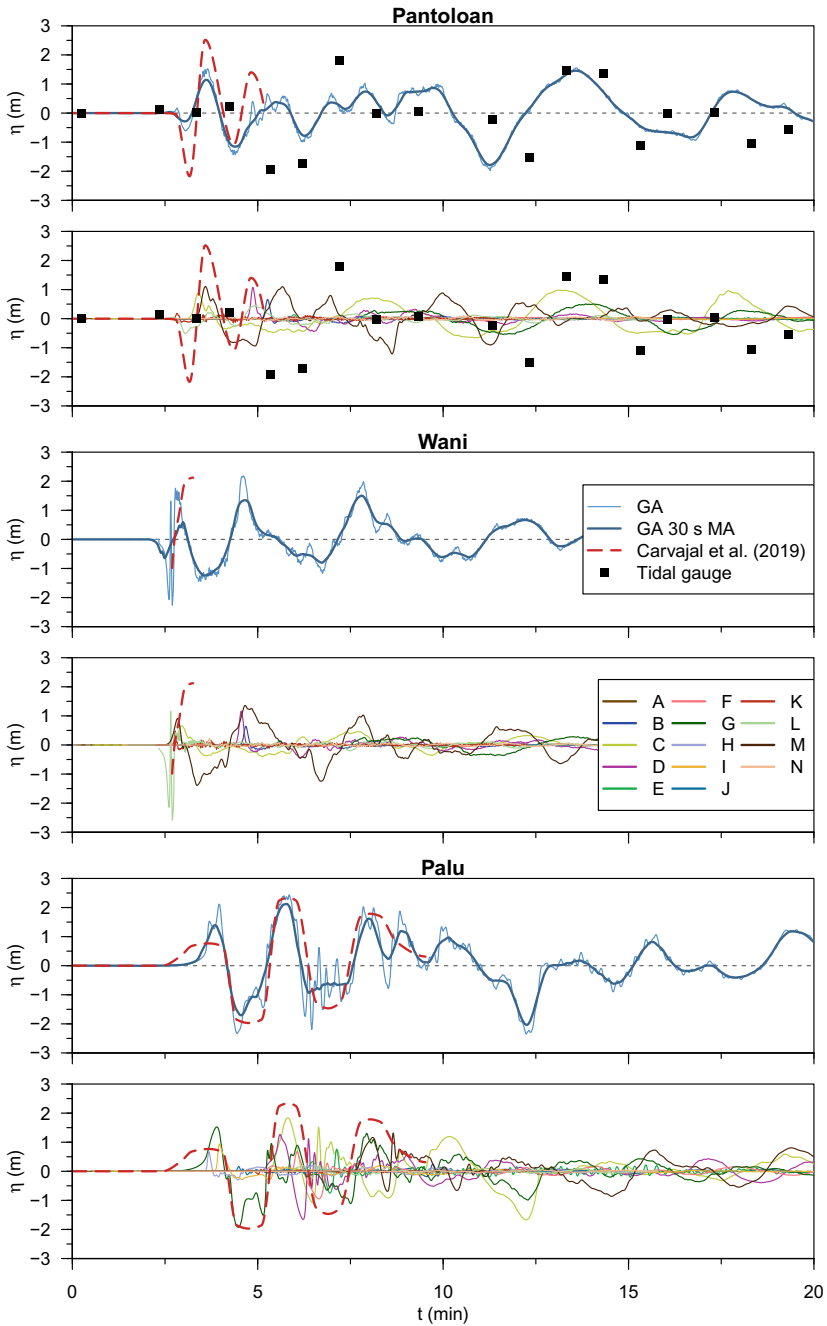 Pantoloan
3
2
1
0
−1
−2
−3
η (m)
3
2
1
0
−1
−2
−3
η (m)
Wani
3
2
1
0
−1
−2
−3
η (m)
GA
GA 30 s MA
Carvajal et al. (2019)
Tidal gauge
3
2
1
0
−1
−2
−3
η (m)
A F K
B G L
C H M
D I N
E J
Palu
3
2
1
0
−1
−2
−3
η (m)
3
2
1
0
−1
−2
−3
η (m)
0 5 10 15 20
t (min)